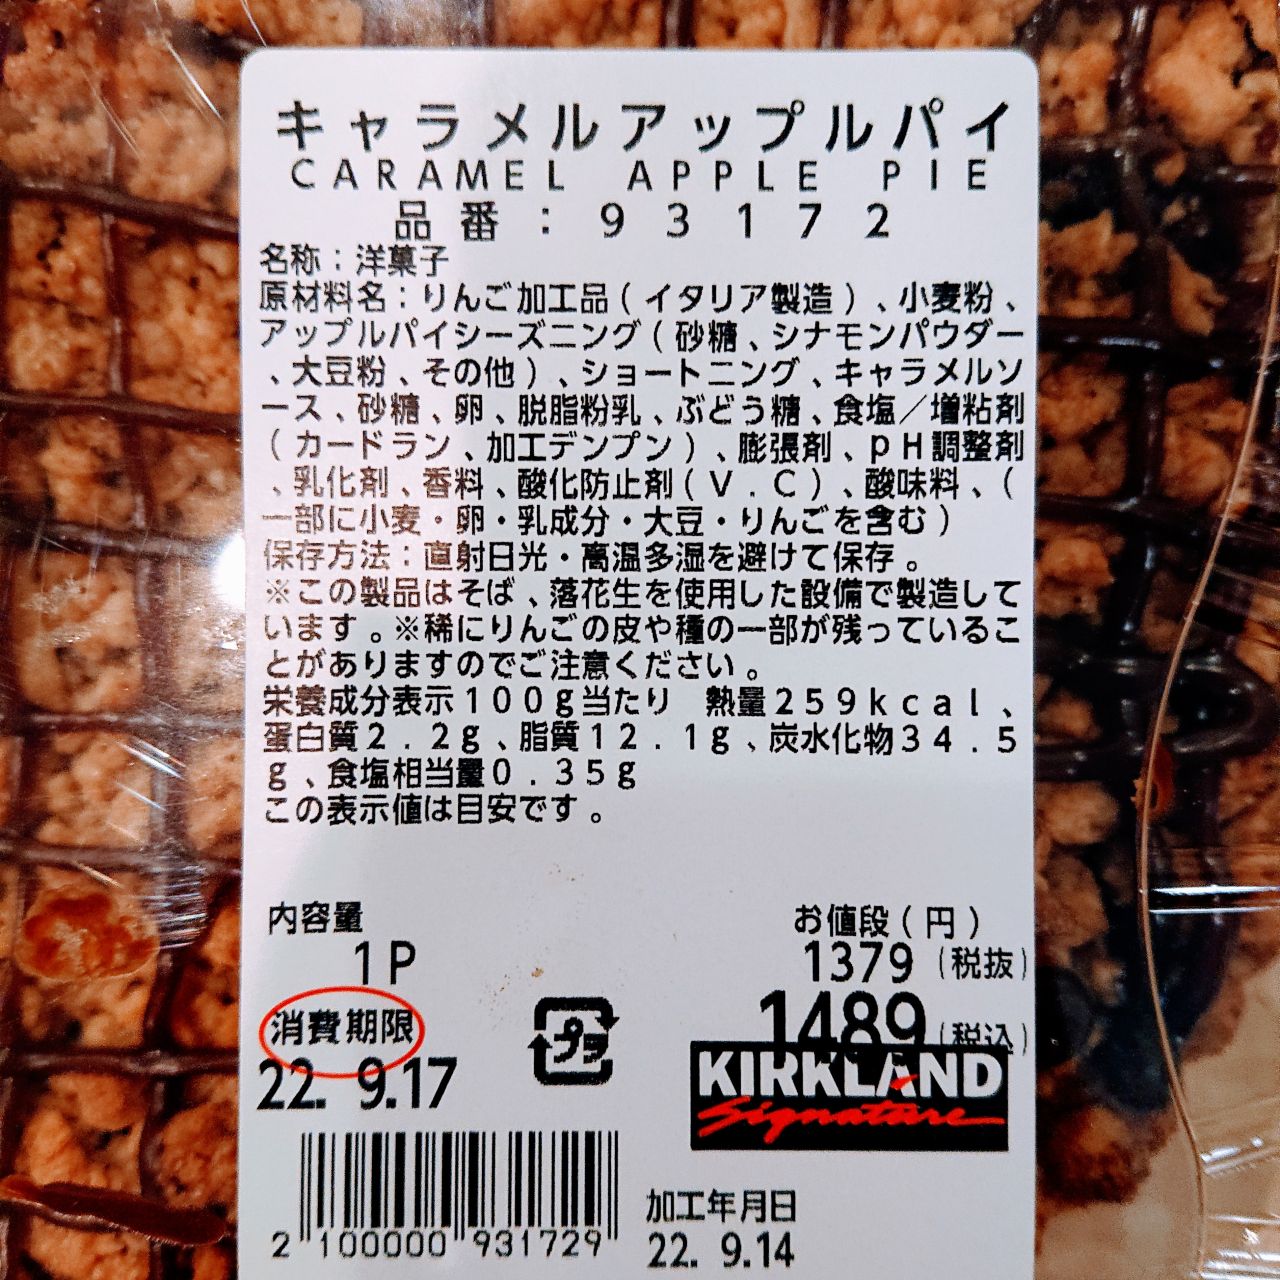 キャラメルアップルパイ
CARAMEL APPLE PIE
品番：93172
名称：洋菓子
原材料名：りんご加工品（イタリア製造）、小麦粉、
アップルパイシーズニング（砂糖、シナモンパウダー
、大豆粉、その他）、ショートニング、キャラメルソ
ース、砂糖、卵、脱脂粉乳、ぶどう糖、食塩／増粘剤
（カードラン、加工デンプン）、膨張剤、pH調整剤
、乳化剤、香料、酸化防止剤（V．C）、酸味料、（
一部に小麦・卵・乳成分・大豆・りんごを含む）
保存方法：直射日光・高温多湿を避けて保存。
※この製品はそば、落花生を使用した設備で製造して
います。※稀にりんごの皮や種の一部が残っているこ
とがありますのでご注意ください。
栄養成分表示100g当たり　熱量259kcal、
蛋白質2．2g、脂質12．1g、炭水化物34．5
g、食塩相当量0．35g
この表示値は目安です。
内容量
1P
お値段（円）
1379（税抜）
1489（税込）
消費期限
22. 9.17
プラ
KIRKLAND
Signature
2 100000 931729
加工年月日
22. 9.14